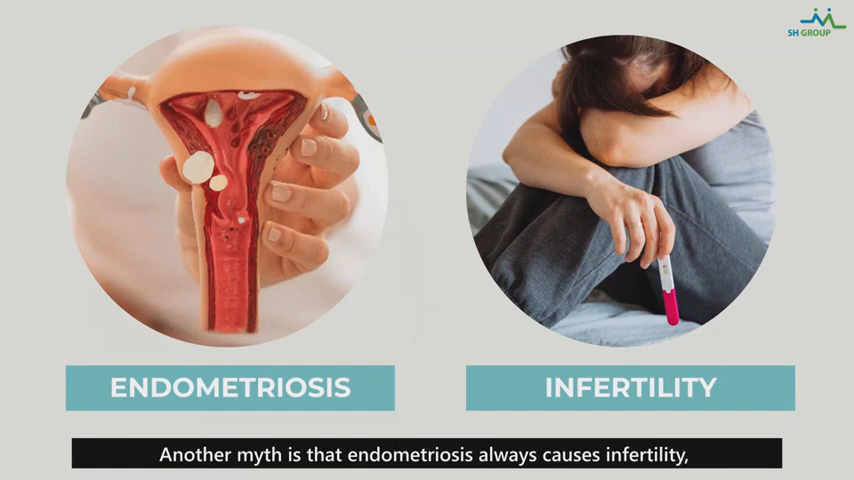 SH GROUP
ENDOMETRIOSIS
INFERTILITY
Another myth is that endometriosis always causes infertility,